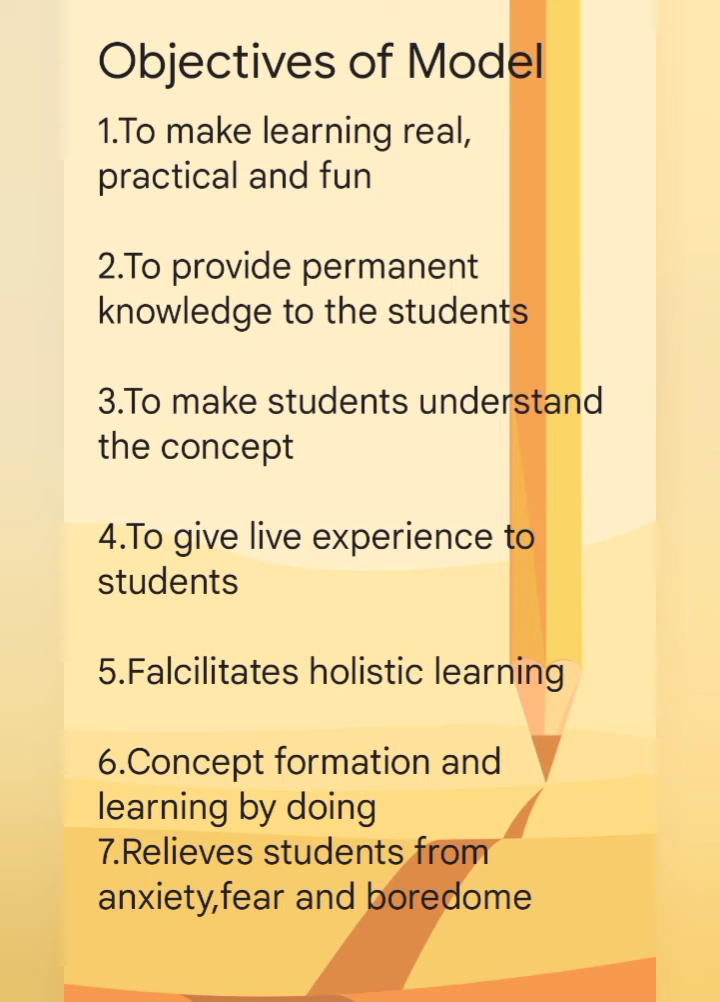 Objectives of Model
1.To make learning real,
practical and fun
2.To provide permanent
knowledge to the students
3.To make students understand
the concept
4.To give live experience to
students
5.Falcilitates holistic learning
6.Concept formation and
learning by doing
7.Relieves students from
anxiety,fear and boredome